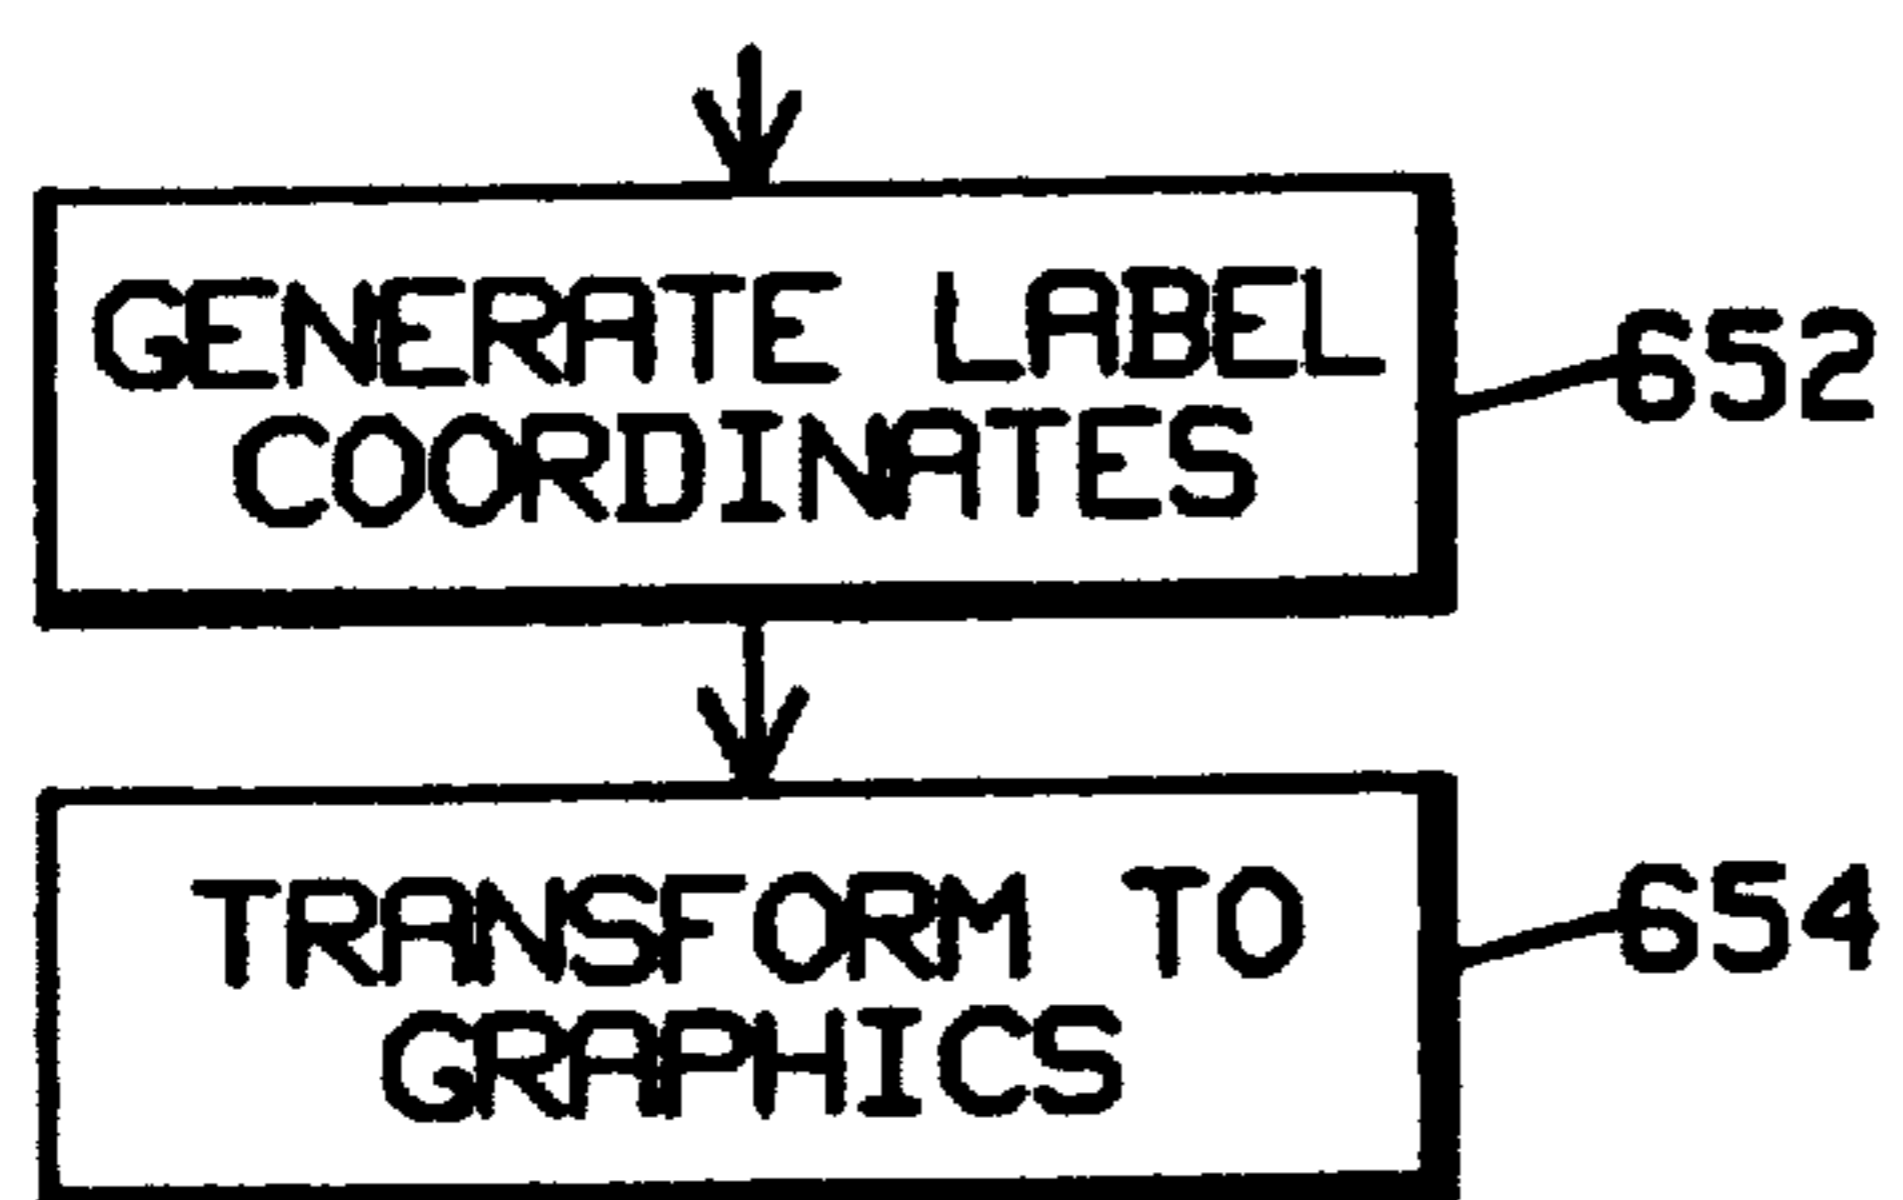 GENERATE LABEL
COORDINATES
652
TRANSFORM TO
GRAPHICS
654